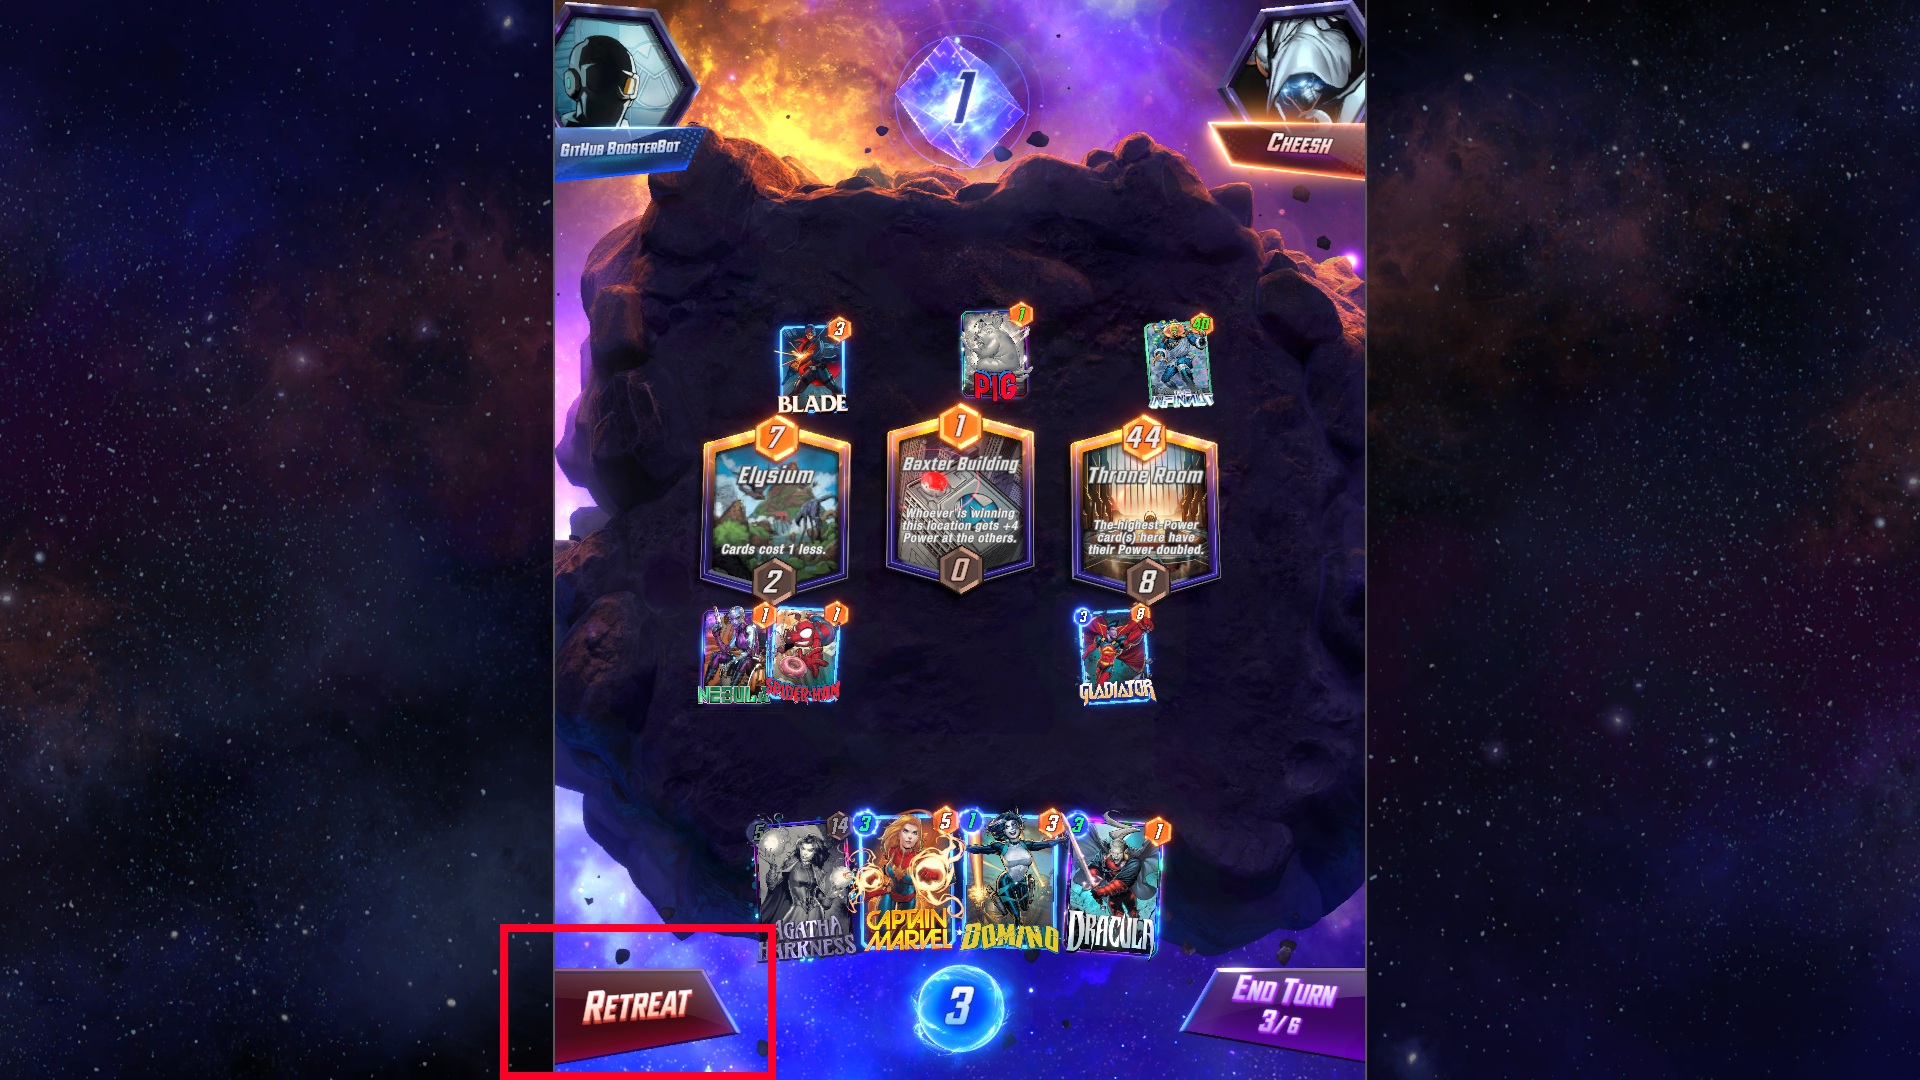 1
GitHub BoosterBot
Cheesh
3
BLADE
1
PIG
40
INFINAUT
7
Elysium
Cards cost 1 less.
2
1
Baxter Building
Whoever is winning
this location gets +4
Power at the others.
0
44
Throne Room
The highest-Power
card(s) here have
their Power doubled.
8
1
NEBULA
1
SPIDER-HAM
3
8
GLADIATOR
5
14
AGATHA
HARKNESS
3
5
CAPTAIN
MARVEL
1
3
DOMINO
3
1
DRACULA
Retreat
3
End Turn
3/6